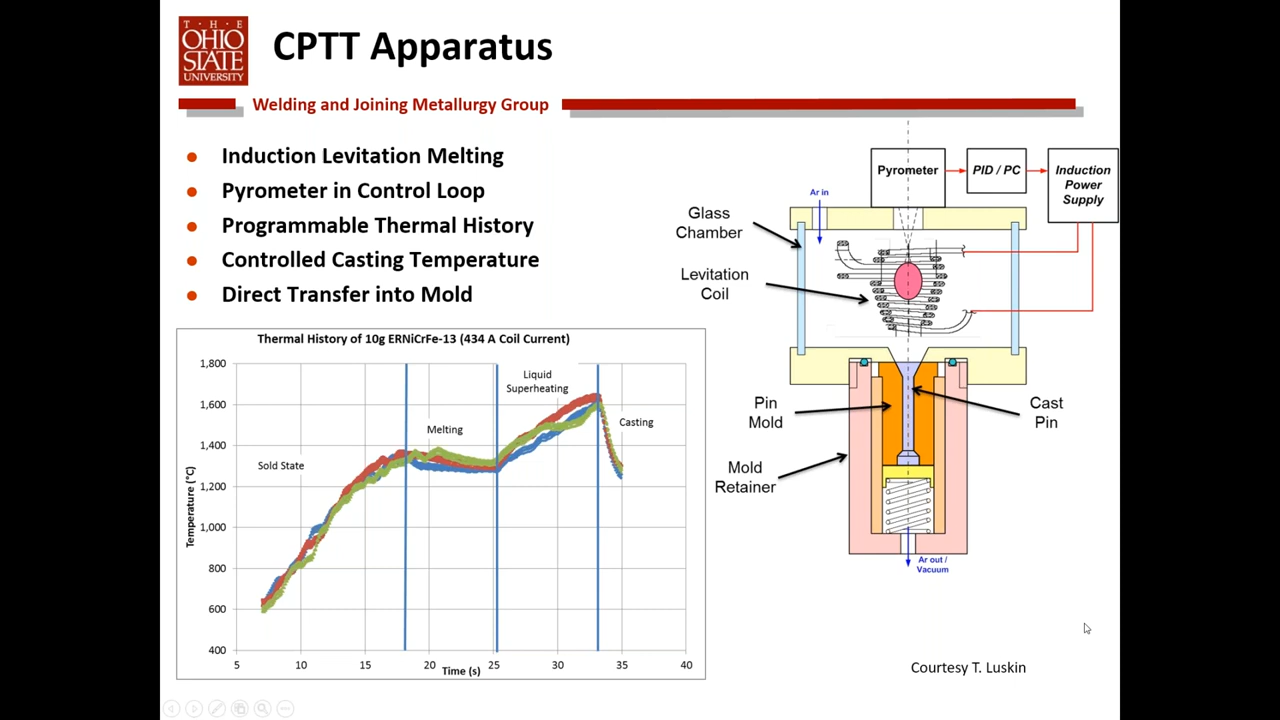 T · H · E
OHIO
STATE
UNIVERSITY
CPTT Apparatus
Welding and Joining Metallurgy Group
Induction Levitation Melting
Pyrometer in Control Loop
Programmable Thermal History
Controlled Casting Temperature
Direct Transfer into Mold
Thermal History of 10g ERNiCrFe-13 (434 A Coil Current)
1,800
1,600
1,400
1,200
1,000
800
600
400
Temperature (°C)
Sold State
Melting
Liquid
Superheating
Casting
5
10
15
20
25
30
35
40
Time (s)
Pyrometer
PID / PC
Induction
Power
Supply
Ar in
Glass
Chamber
Levitation
Coil
Pin
Mold
Cast
Pin
Mold
Retainer
Ar out /
Vacuum
Courtesy T. Luskin